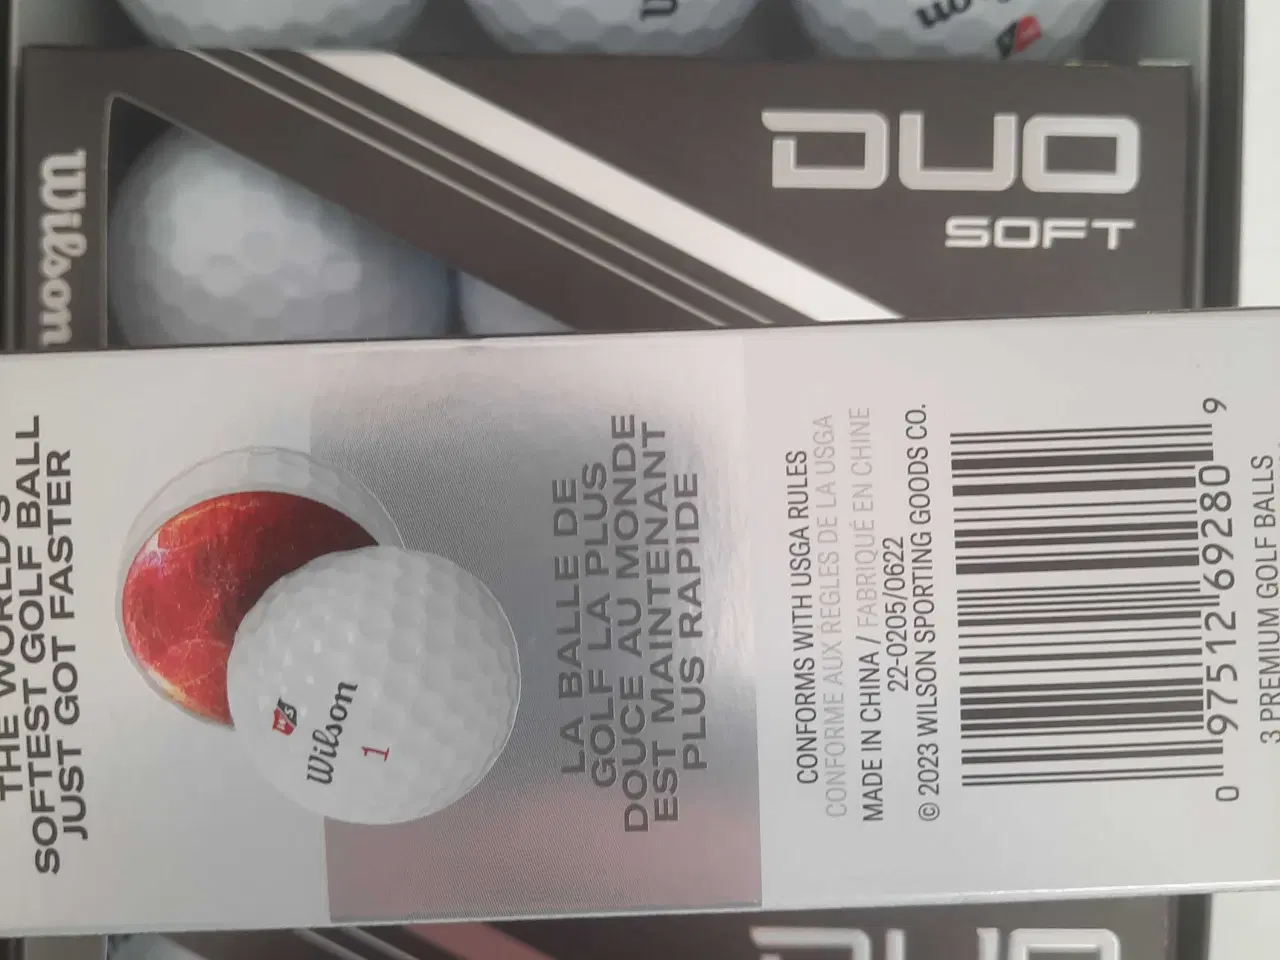 Wilson
DUO
SOFT
THE WORLD'S
SOFTEST GOLF BALL
JUST GOT FASTER
Wilson
1
LA BALLE DE
GOLF LA PLUS
DOUCE AU MONDE
EST MAINTENANT
PLUS RAPIDE
CONFORMS WITH USGA RULES
CONFORME AUX REGLES DE LA USGA
MADE IN CHINA / FABRIQUÉ EN CHINE
22-0205/0622
© 2023 WILSON SPORTING GOODS CO.
0 97512 69280 9
3 PREMIUM GOLF BALLS
DUO